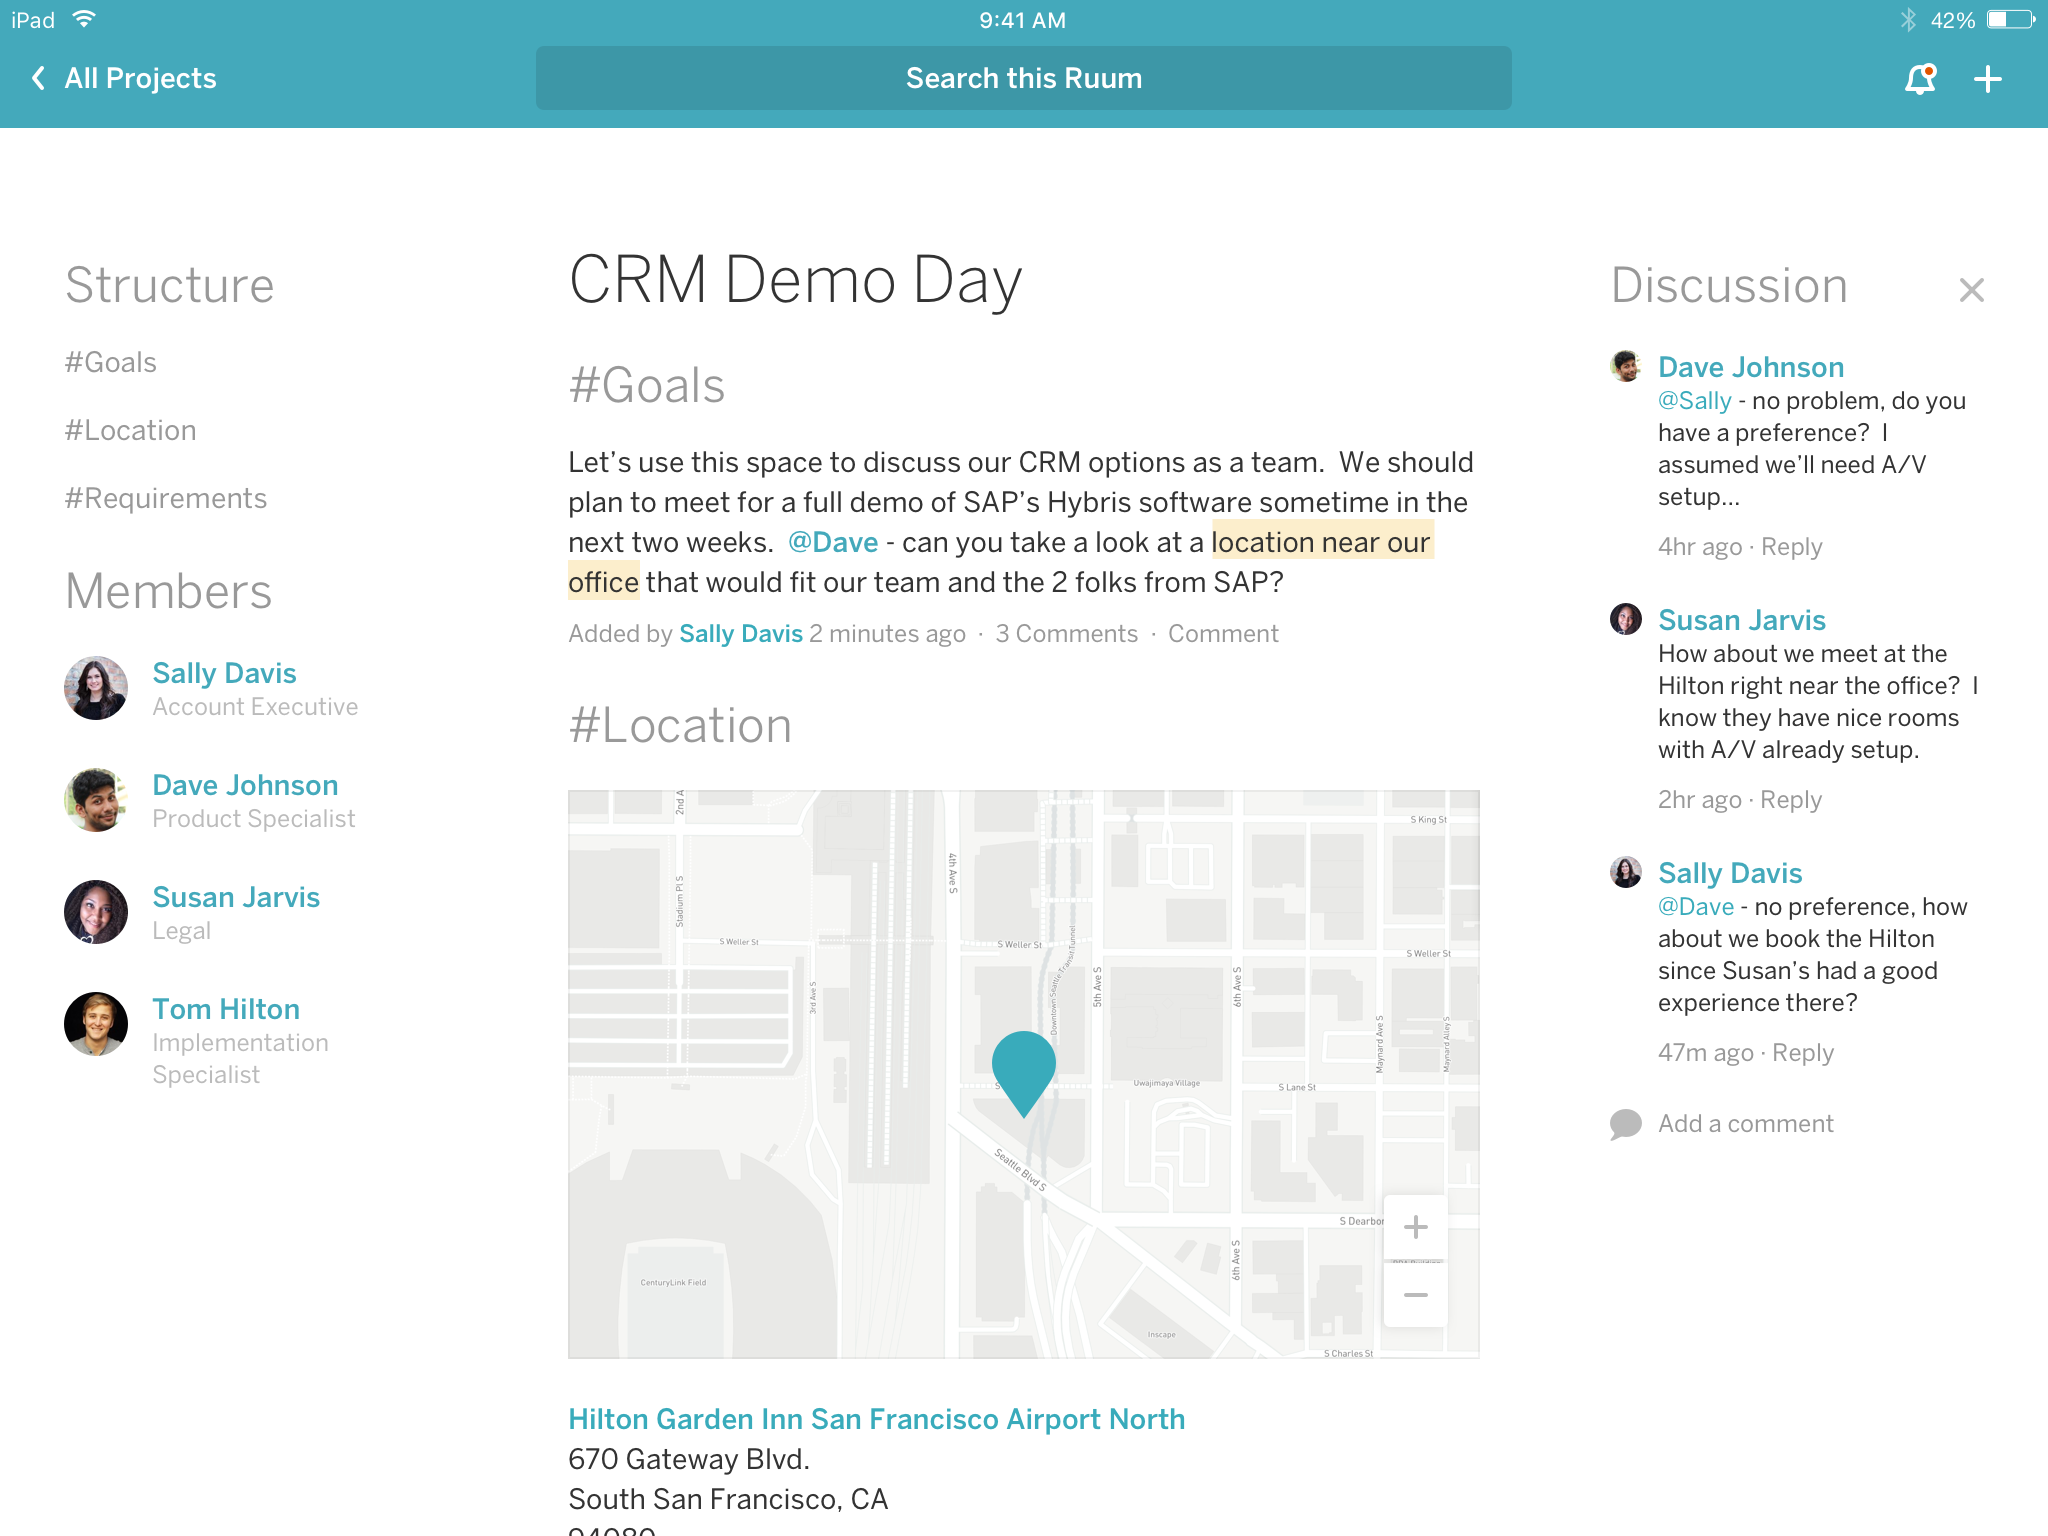 iPad
9:41 AM
42%
All Projects
Search this Ruum
Structure
#Goals
#Location
#Requirements
Members
Sally Davis
Account Executive
Dave Johnson
Product Specialist
Susan Jarvis
Legal
Tom Hilton
Implementation
Specialist
CRM Demo Day
#Goals
Let’s use this space to discuss our CRM options as a team. We should
plan to meet for a full demo of SAP’s Hybris software sometime in the
next two weeks. @Dave - can you take a look at a location near our
office that would fit our team and the 2 folks from SAP?
Added by Sally Davis 2 minutes ago · 3 Comments · Comment
#Location
2nd A
S King St
4th Ave S
Stadium Pl S
S Weller St
S Weller St
S Weller St
Downtown Seattle Transit Tunnel
3rd Ave S
5th Ave S
6th Ave S
Maynard Ave S
Maynard Alley S
Uwajimaya Village
S Lane St
S
Seattle Blvd S
S Dearbor
6th Ave S
CenturyLink Field
Inscape
S Charles St
Hilton Garden Inn San Francisco Airport North
670 Gateway Blvd.
South San Francisco, CA
94080
Discussion
Dave Johnson
@Sally - no problem, do you
have a preference? I
assumed we’ll need A/V
setup...
4hr ago · Reply
Susan Jarvis
How about we meet at the
Hilton right near the office? I
know they have nice rooms
with A/V already setup.
2hr ago · Reply
Sally Davis
@Dave - no preference, how
about we book the Hilton
since Susan’s had a good
experience there?
47m ago · Reply
Add a comment